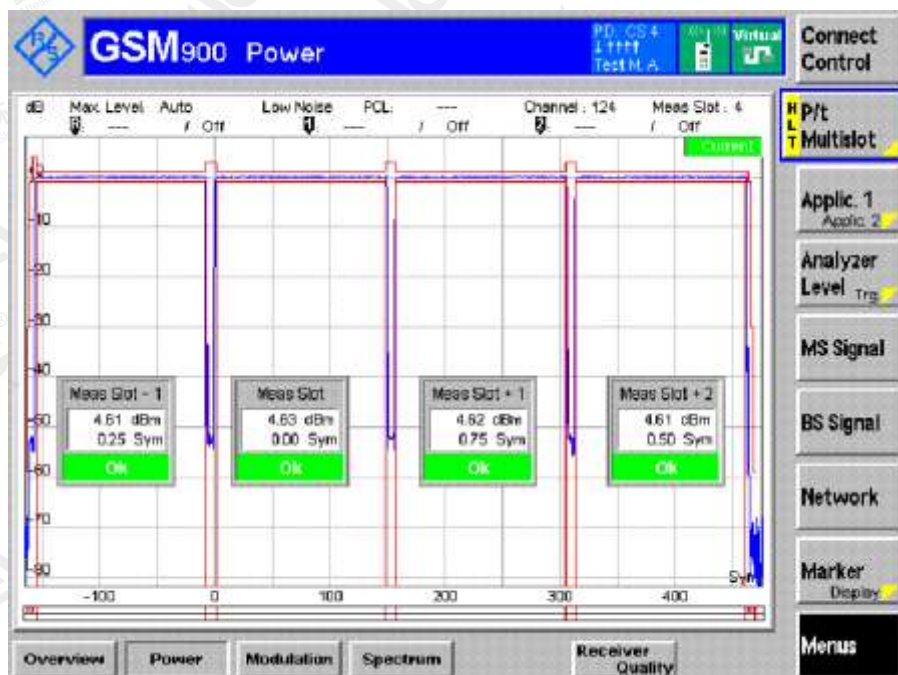 R&S
GSM900 Power
PD: CS 4
Test M. A
Virtual
Connect Control
dB Max. Level Auto Low Noise PCL: --- Channel : 124 Meas Slot : 4
--- / Off 1 --- / Off 2 --- / Off
Current
HLT P/t Multislot
-10
Applic. 1
Applic. 2
-20
Analyzer Level Trg
-30
MS Signal
-40
Meas Slot - 1
4.61 dBm
0.25 Sym
Ok
Meas Slot
4.63 dBm
0.00 Sym
Ok
Meas Slot + 1
4.62 dBm
0.75 Sym
Ok
Meas Slot + 2
4.61 dBm
0.50 Sym
Ok
-50
BS Signal
-60
Network
-70
-80
Sym
-100 0 100 200 300 400
Marker
Display
Overview Power Modulation Spectrum Receiver Quality Menus